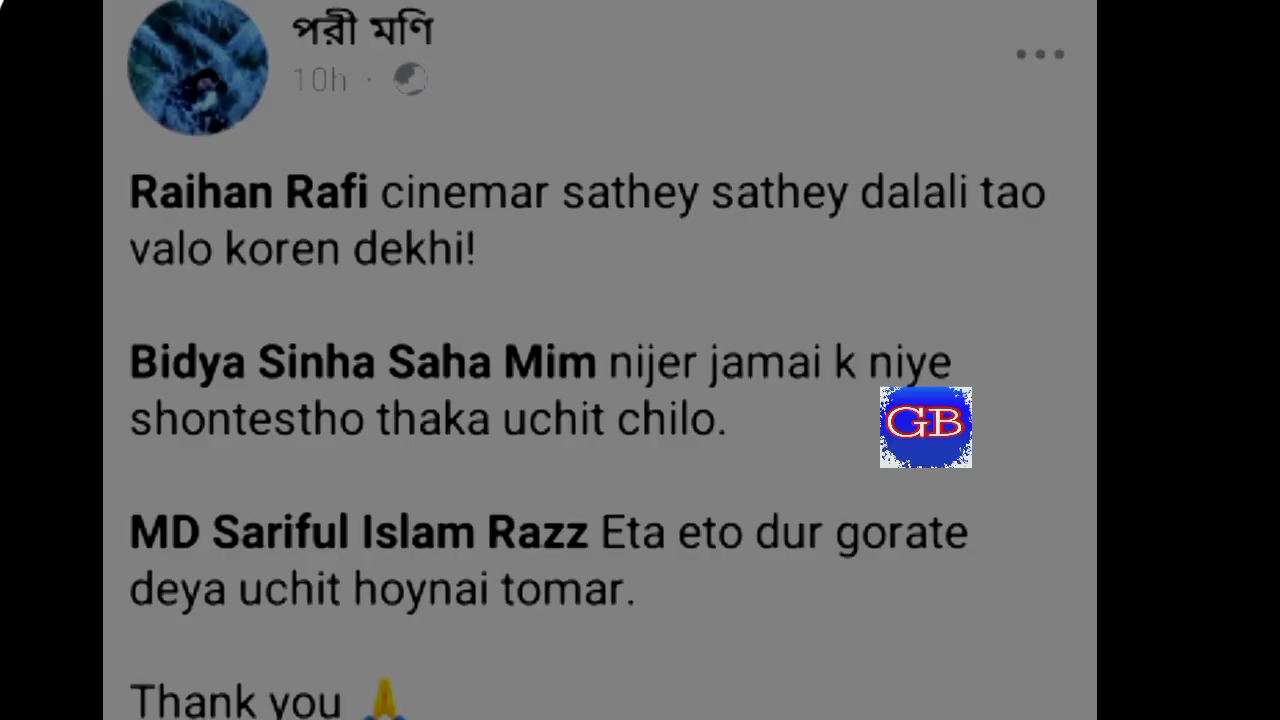 পরী মণি
10h ·
Raihan Rafi cinemar sathey sathey dalali tao
valo koren dekhi!
Bidya Sinha Saha Mim nijer jamai k niye
shontestho thaka uchit chilo.
GB
MD Sariful Islam Razz Eta eto dur gorate
deya uchit hoynai tomar.
Thank you 🙏